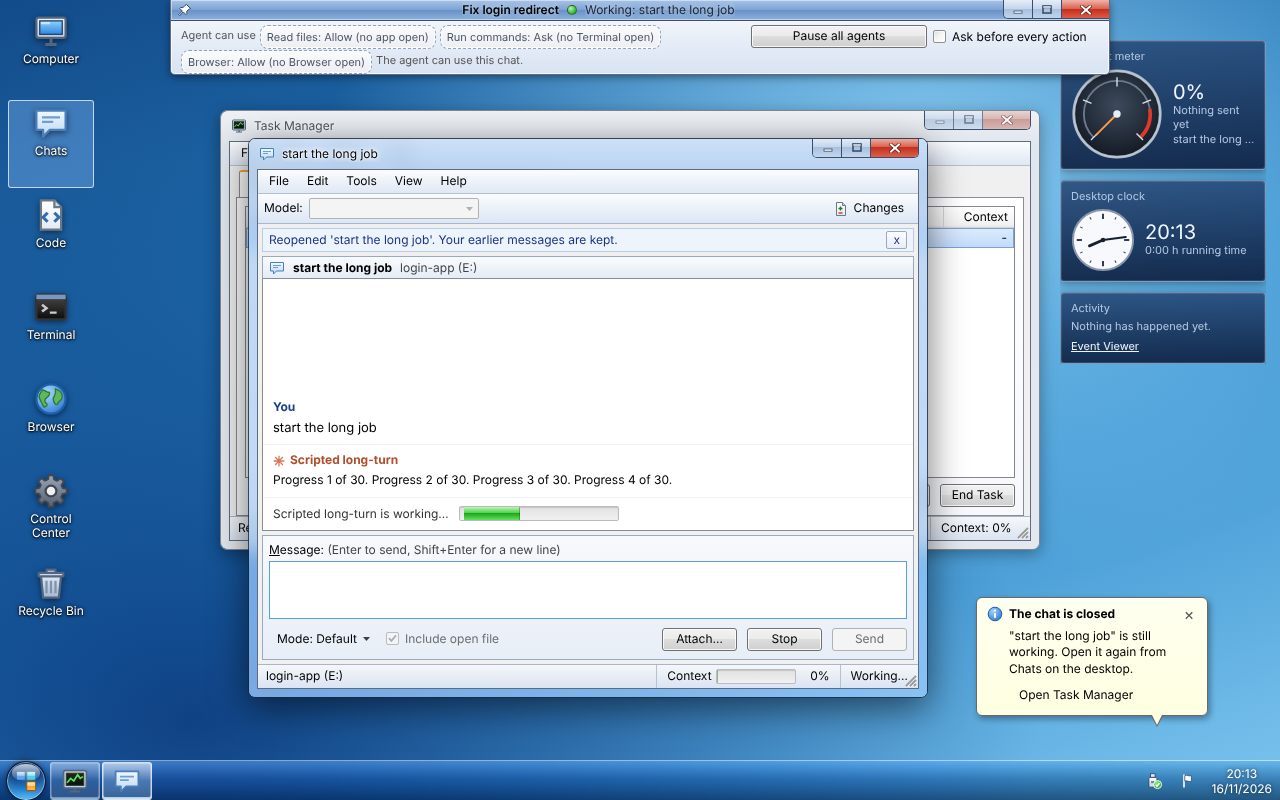 Fix login redirect Working: start the long job
Agent can use Read files: Allow (no app open) Run commands: Ask (no Terminal open) Pause all agents Ask before every action
Browser: Allow (no Browser open) The agent can use this chat.
Computer
Chats
Code
Terminal
Browser
Control
Center
Recycle Bin
meter
0%
Nothing sent
yet
start the long ...
Desktop clock
20:13
0:00 h running time
Activity
Nothing has happened yet.
Event Viewer
Task Manager
Context
-
End Task
Context: 0%
start the long job
File Edit Tools View Help
Model: Changes
Reopened 'start the long job'. Your earlier messages are kept. x
start the long job login-app (E:)
You
start the long job
Scripted long-turn
Progress 1 of 30. Progress 2 of 30. Progress 3 of 30. Progress 4 of 30.
Scripted long-turn is working...
Message: (Enter to send, Shift+Enter for a new line)
Mode: Default Include open file Attach... Stop Send
login-app (E:) Context 0% Working...
The chat is closed
"start the long job" is still
working. Open it again from
Chats on the desktop.
Open Task Manager
20:13
16/11/2026